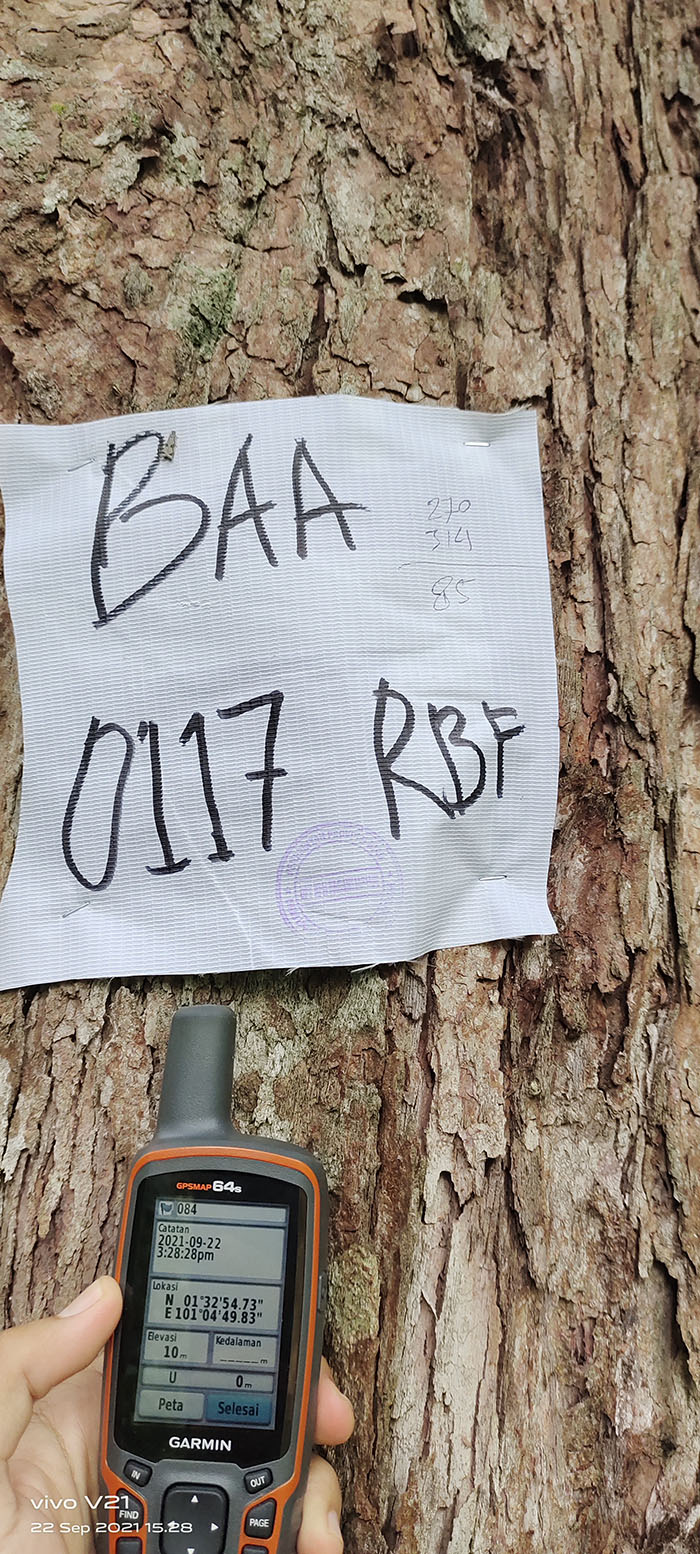 BAA
270
314
85
0117 RBF
GPSMAP 64s
084
Catatan
2021-09-22
3:28:28pm
Lokasi
N 01°32'54.73"
E 101°04'49.83"
Elevasi Kedalaman
10m _____m
U 0m
Peta Selesai
GARMIN
IN OUT
FIND PAGE
vivo V21
22 Sep 2021 15.28